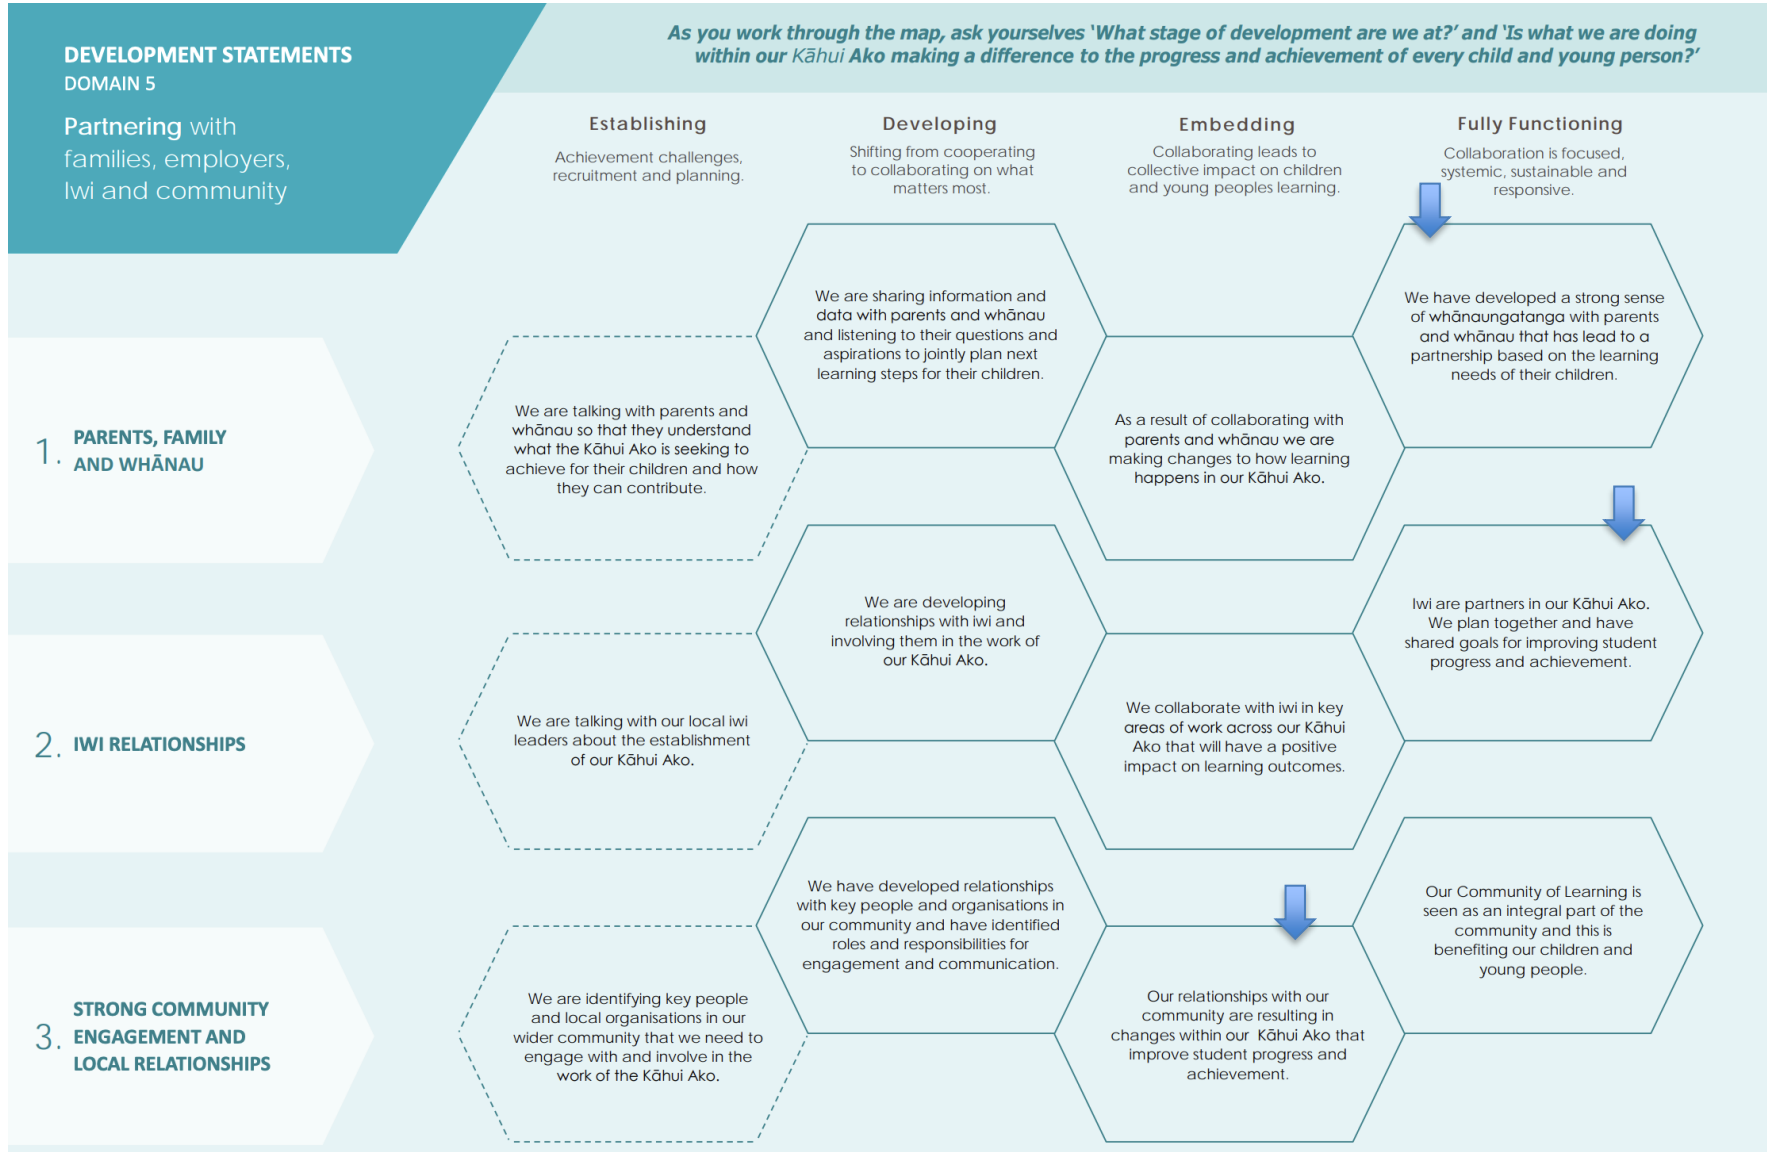 DEVELOPMENT STATEMENTS
DOMAIN 5
Partnering with
families, employers,
Iwi and community
As you work through the map, ask yourselves ‘What stage of development are we at?’ and ‘Is what we are doing
within our Kāhui Ako making a difference to the progress and achievement of every child and young person?’
Establishing
Achievement challenges,
recruitment and planning.
Developing
Shifting from cooperating
to collaborating on what
matters most.
Embedding
Collaborating leads to
collective impact on children
and young peoples learning.
Fully Functioning
Collaboration is focused,
systemic, sustainable and
responsive.
1. PARENTS, FAMILY
AND WHĀNAU
We are talking with parents and
whānau so that they understand
what the Kāhui Ako is seeking to
achieve for their children and how
they can contribute.
We are sharing information and
data with parents and whānau
and listening to their questions and
aspirations to jointly plan next
learning steps for their children.
As a result of collaborating with
parents and whānau we are
making changes to how learning
happens in our Kāhui Ako.
We have developed a strong sense
of whānaungatanga with parents
and whānau that has lead to a
partnership based on the learning
needs of their children.
2. IWI RELATIONSHIPS
We are talking with our local iwi
leaders about the establishment
of our Kāhui Ako.
We are developing
relationships with iwi and
involving them in the work of
our Kāhui Ako.
We collaborate with iwi in key
areas of work across our Kāhui
Ako that will have a positive
impact on learning outcomes.
Iwi are partners in our Kāhui Ako.
We plan together and have
shared goals for improving student
progress and achievement.
3. STRONG COMMUNITY
ENGAGEMENT AND
LOCAL RELATIONSHIPS
We are identifying key people
and local organisations in our
wider community that we need to
engage with and involve in the
work of the Kāhui Ako.
We have developed relationships
with key people and organisations in
our community and have identified
roles and responsibilities for
engagement and communication.
Our relationships with our
community are resulting in
changes within our Kāhui Ako that
improve student progress and
achievement.
Our Community of Learning is
seen as an integral part of the
community and this is
benefiting our children and
young people.